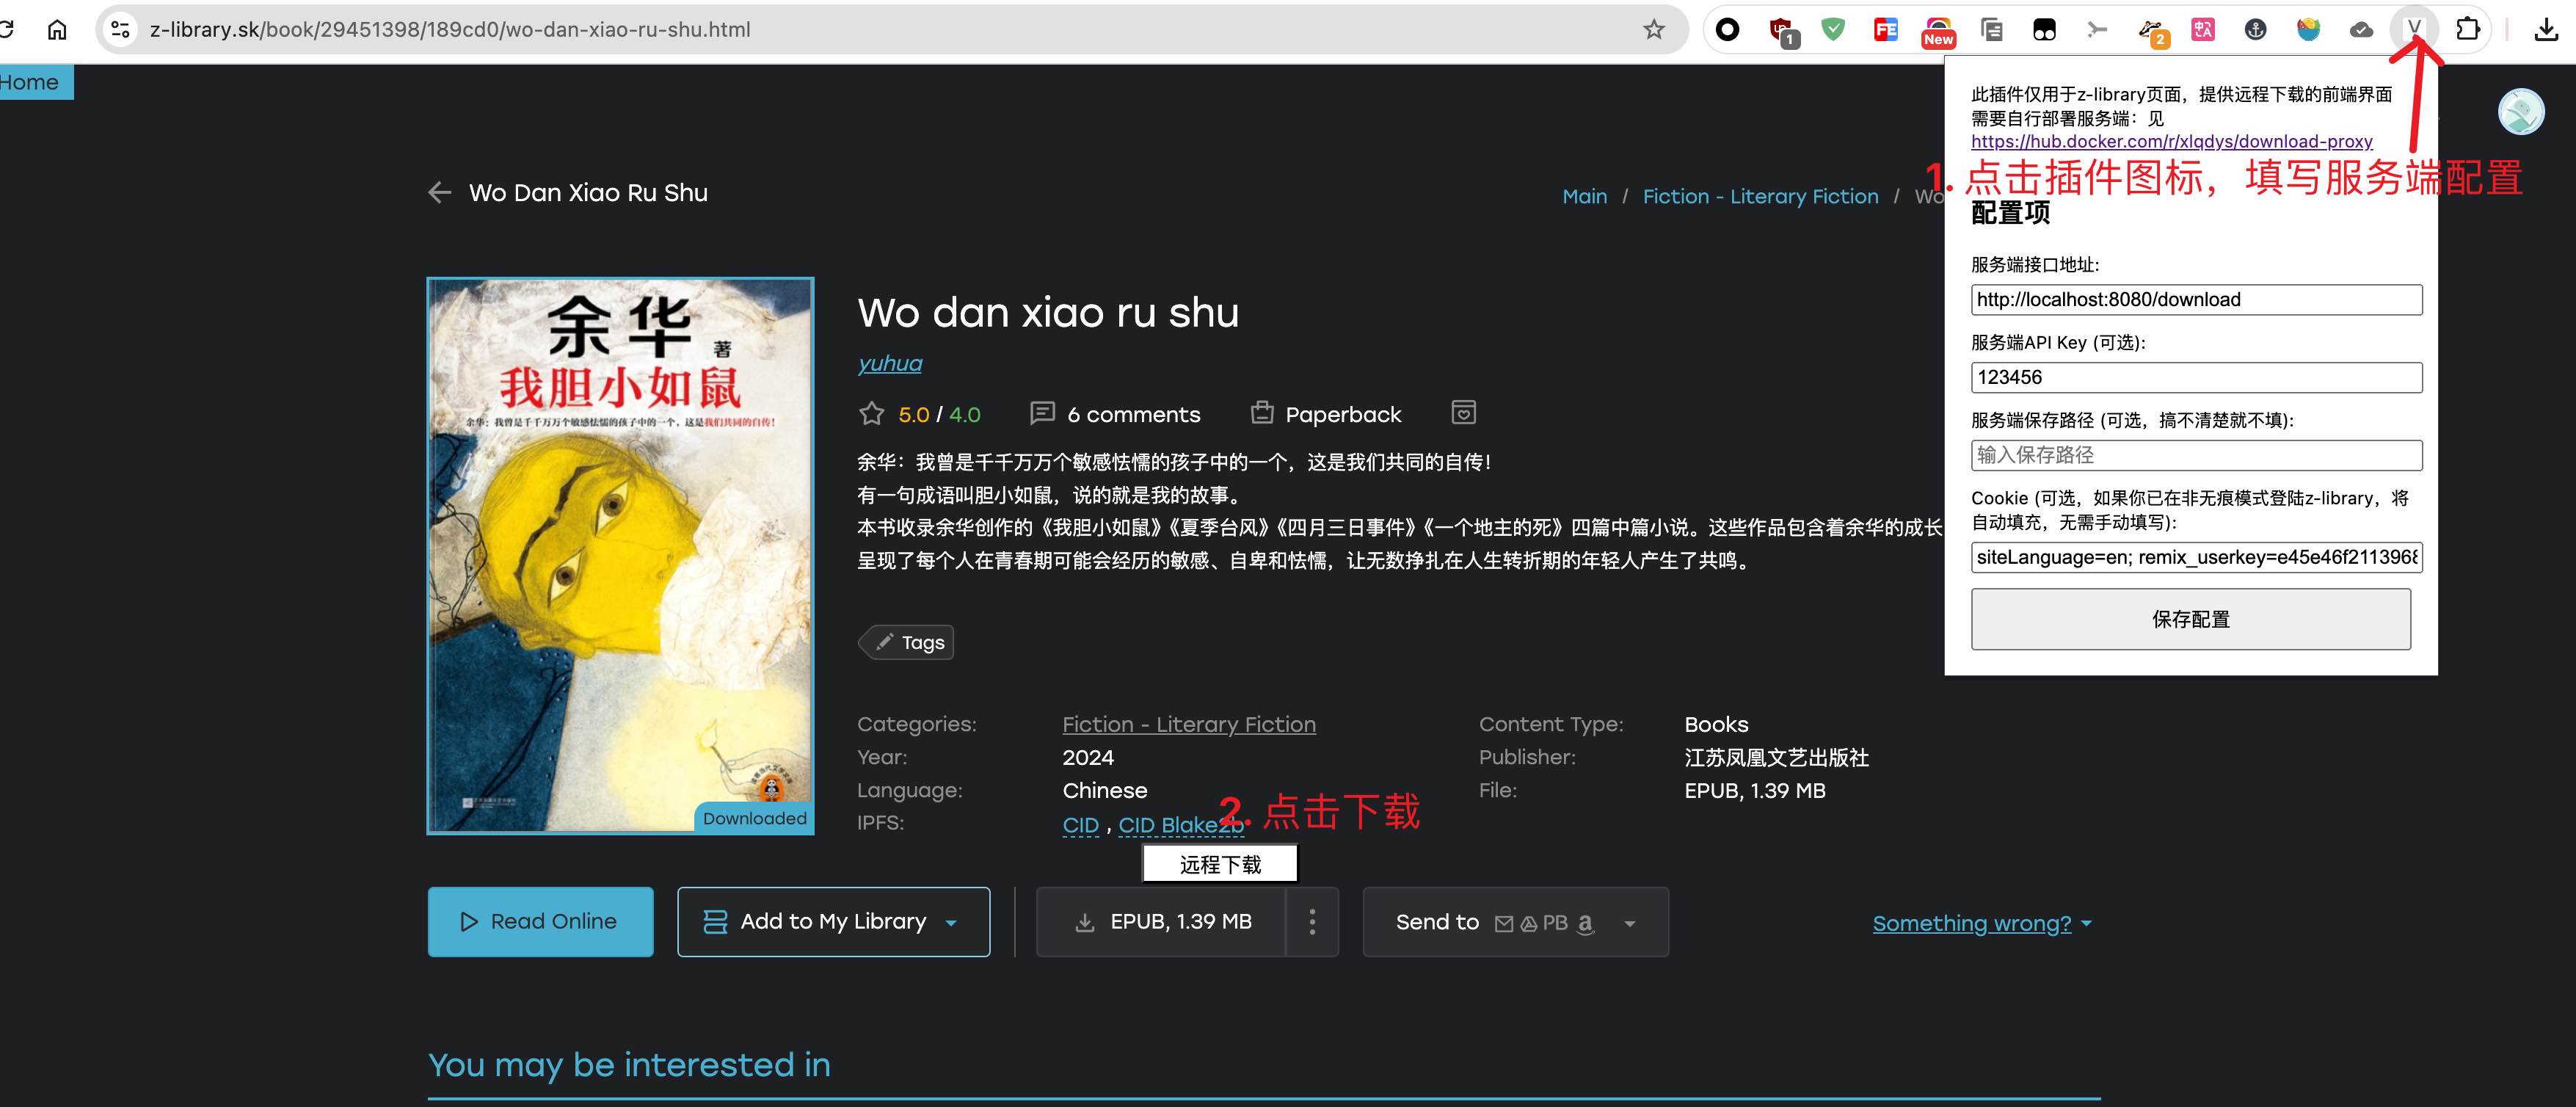 z-library.sk/book/29451398/189cd0/wo-dan-xiao-ru-shu.html
1
FE
New
2
V
Home
此插件仅用于z-library页面，提供远程下载的前端界面
需要自行部署服务端：见
https://hub.docker.com/r/xlqdys/download-proxy
1. 点击插件图标，填写服务端配置
Wo Dan Xiao Ru Shu
Main / Fiction - Literary Fiction / Wo
配置项
服务端接口地址:
http://localhost:8080/download
服务端API Key (可选):
123456
服务端保存路径 (可选，搞不清楚就不填):
输入保存路径
Cookie (可选，如果你已在非无痕模式登陆z-library，将
自动填充，无需手动填写):
siteLanguage=en; remix_userkey=e45e46f2113968
保存配置
余华 著
我胆小如鼠
余华：我曾是千千万万个敏感怯懦的孩子中的一个，这是我们共同的自传！
Downloaded
Wo dan xiao ru shu
yuhua
5.0 / 4.0
6 comments
Paperback
余华：我曾是千千万万个敏感怯懦的孩子中的一个，这是我们共同的自传！
有一句成语叫胆小如鼠，说的就是我的故事。
本书收录余华创作的《我胆小如鼠》《夏季台风》《四月三日事件》《一个地主的死》四篇中篇小说。这些作品包含着余华的成长
呈现了每个人在青春期可能会经历的敏感、自卑和怯懦，让无数挣扎在人生转折期的年轻人产生了共鸣。
Tags
Categories: Fiction - Literary Fiction
Content Type: Books
Year: 2024
Publisher: 江苏凤凰文艺出版社
Language: Chinese
File: EPUB, 1.39 MB
IPFS: CID , CID Blake2b
2. 点击下载
远程下载
Read Online
Add to My Library
EPUB, 1.39 MB
Send to PB a
Something wrong?
You may be interested in